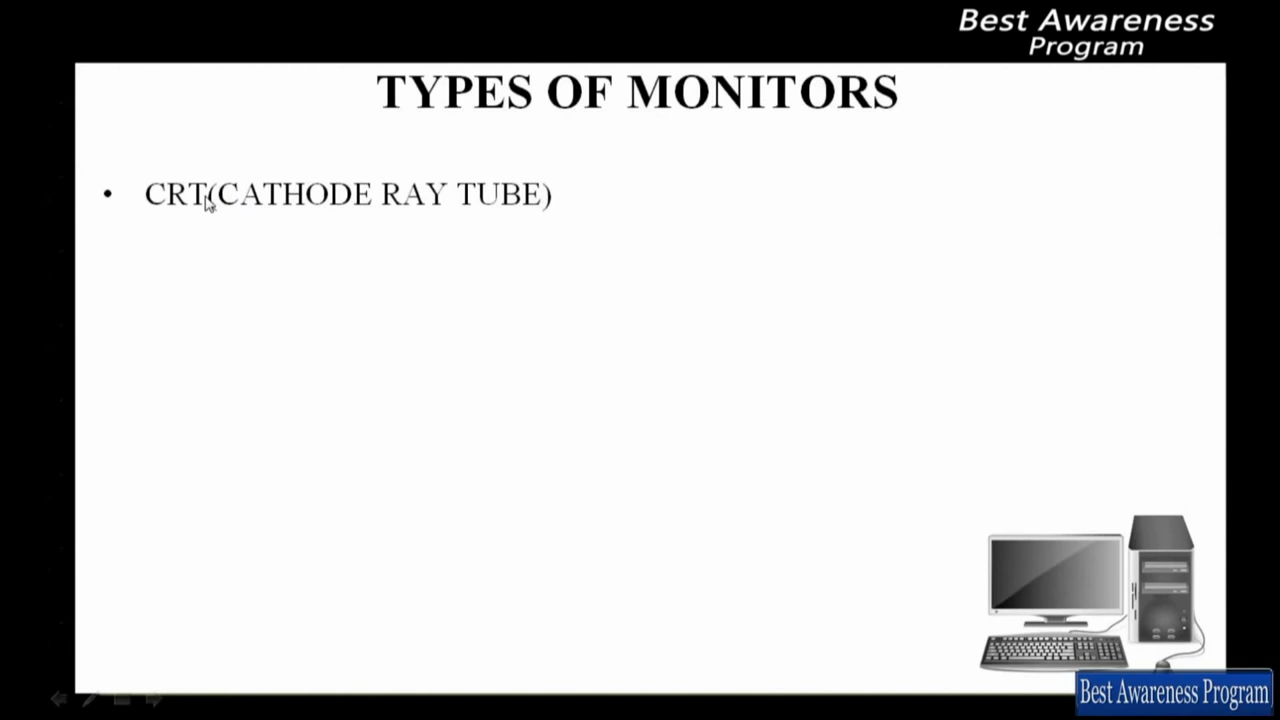 Best Awareness
Program
TYPES OF MONITORS
• CRT(CATHODE RAY TUBE)
Best Awareness Program